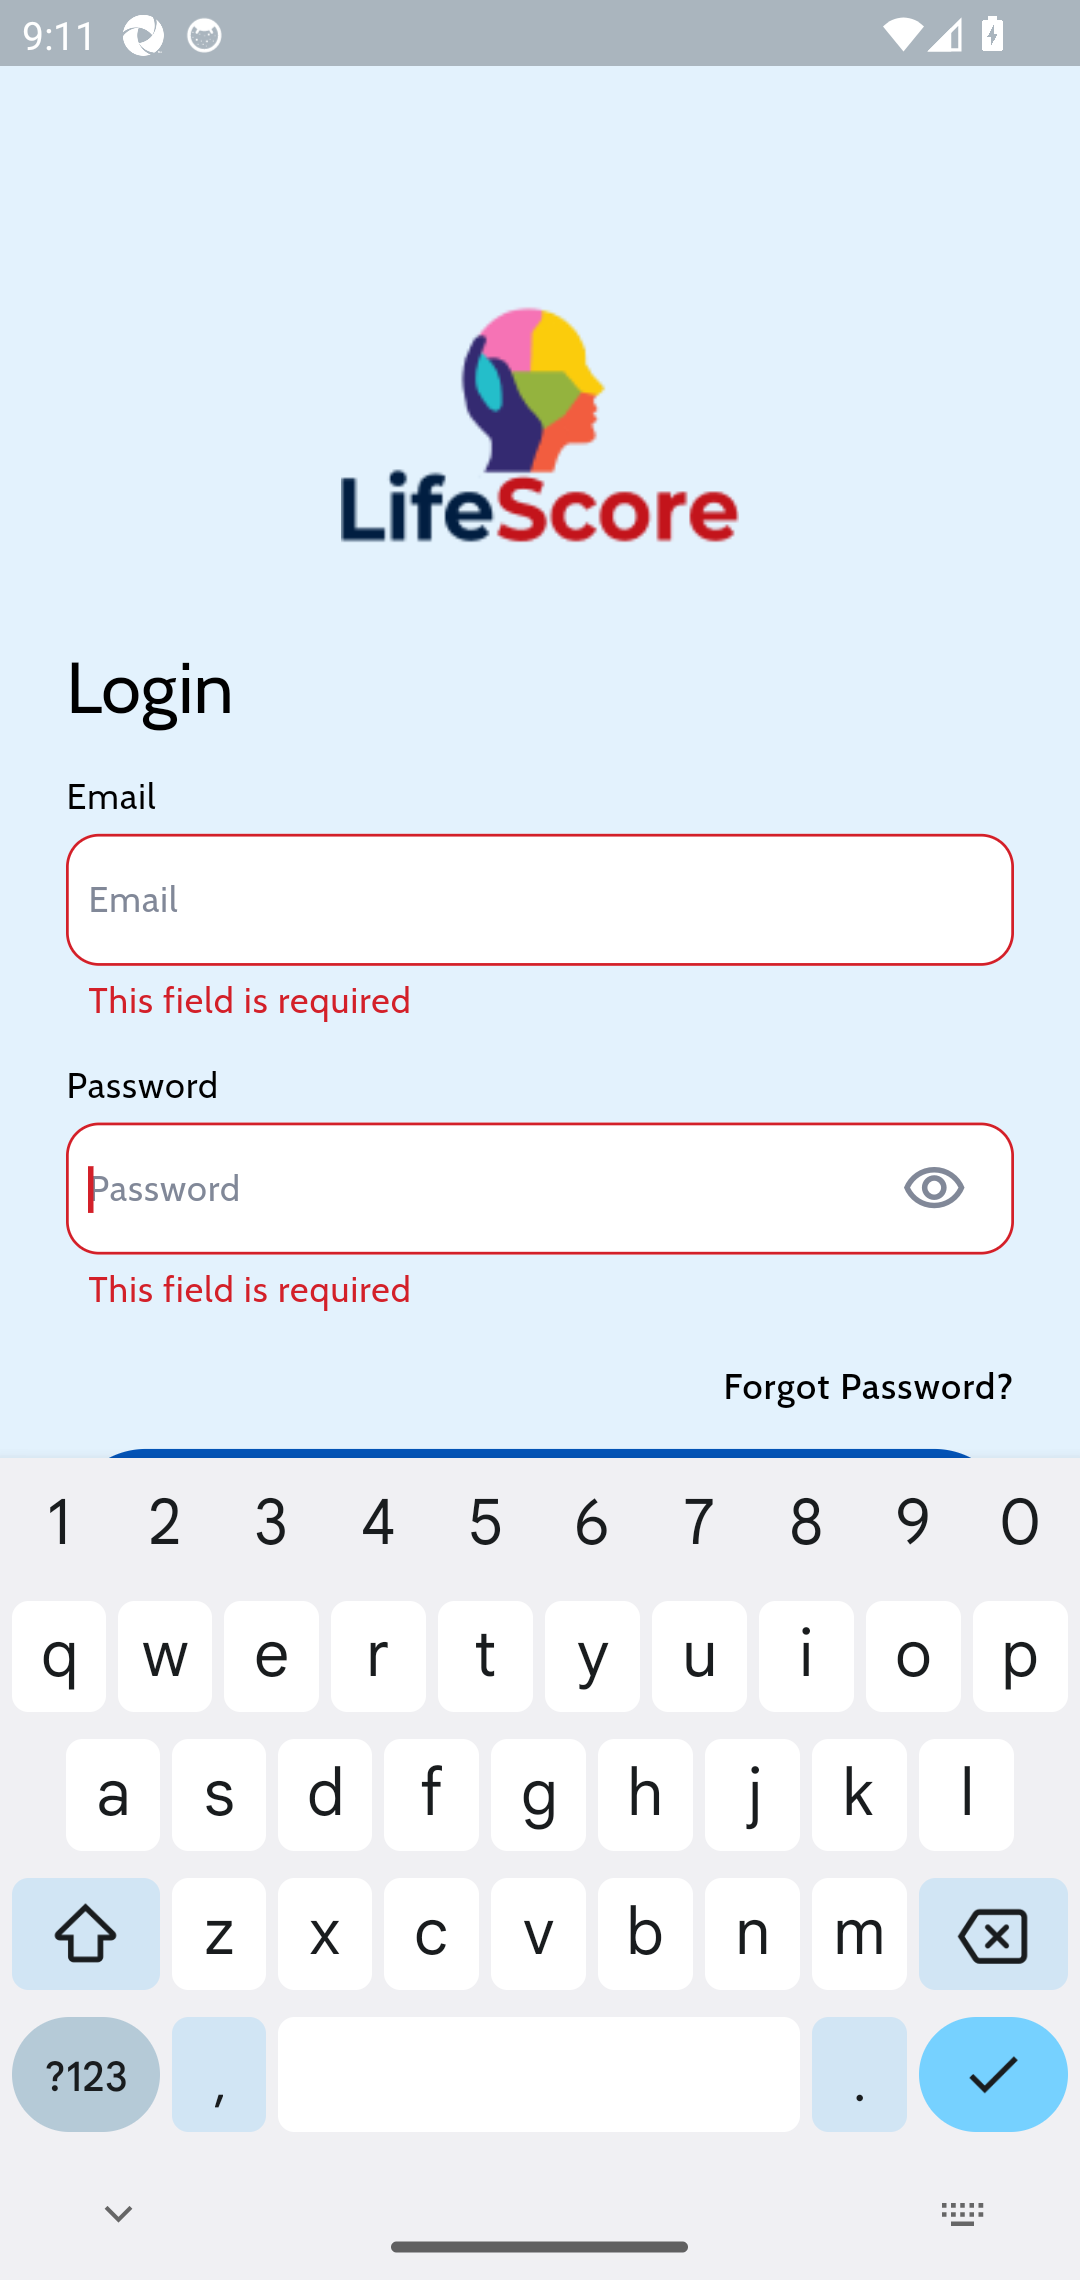 9:11
LifeScore
Login
Email
Email
This field is required
Password
Password
This field is required
Forgot Password?
1 2 3 4 5 6 7 8 9 0
q w e r t y u i o p
a s d f g h j k l
z x c v b n m
?123 , .